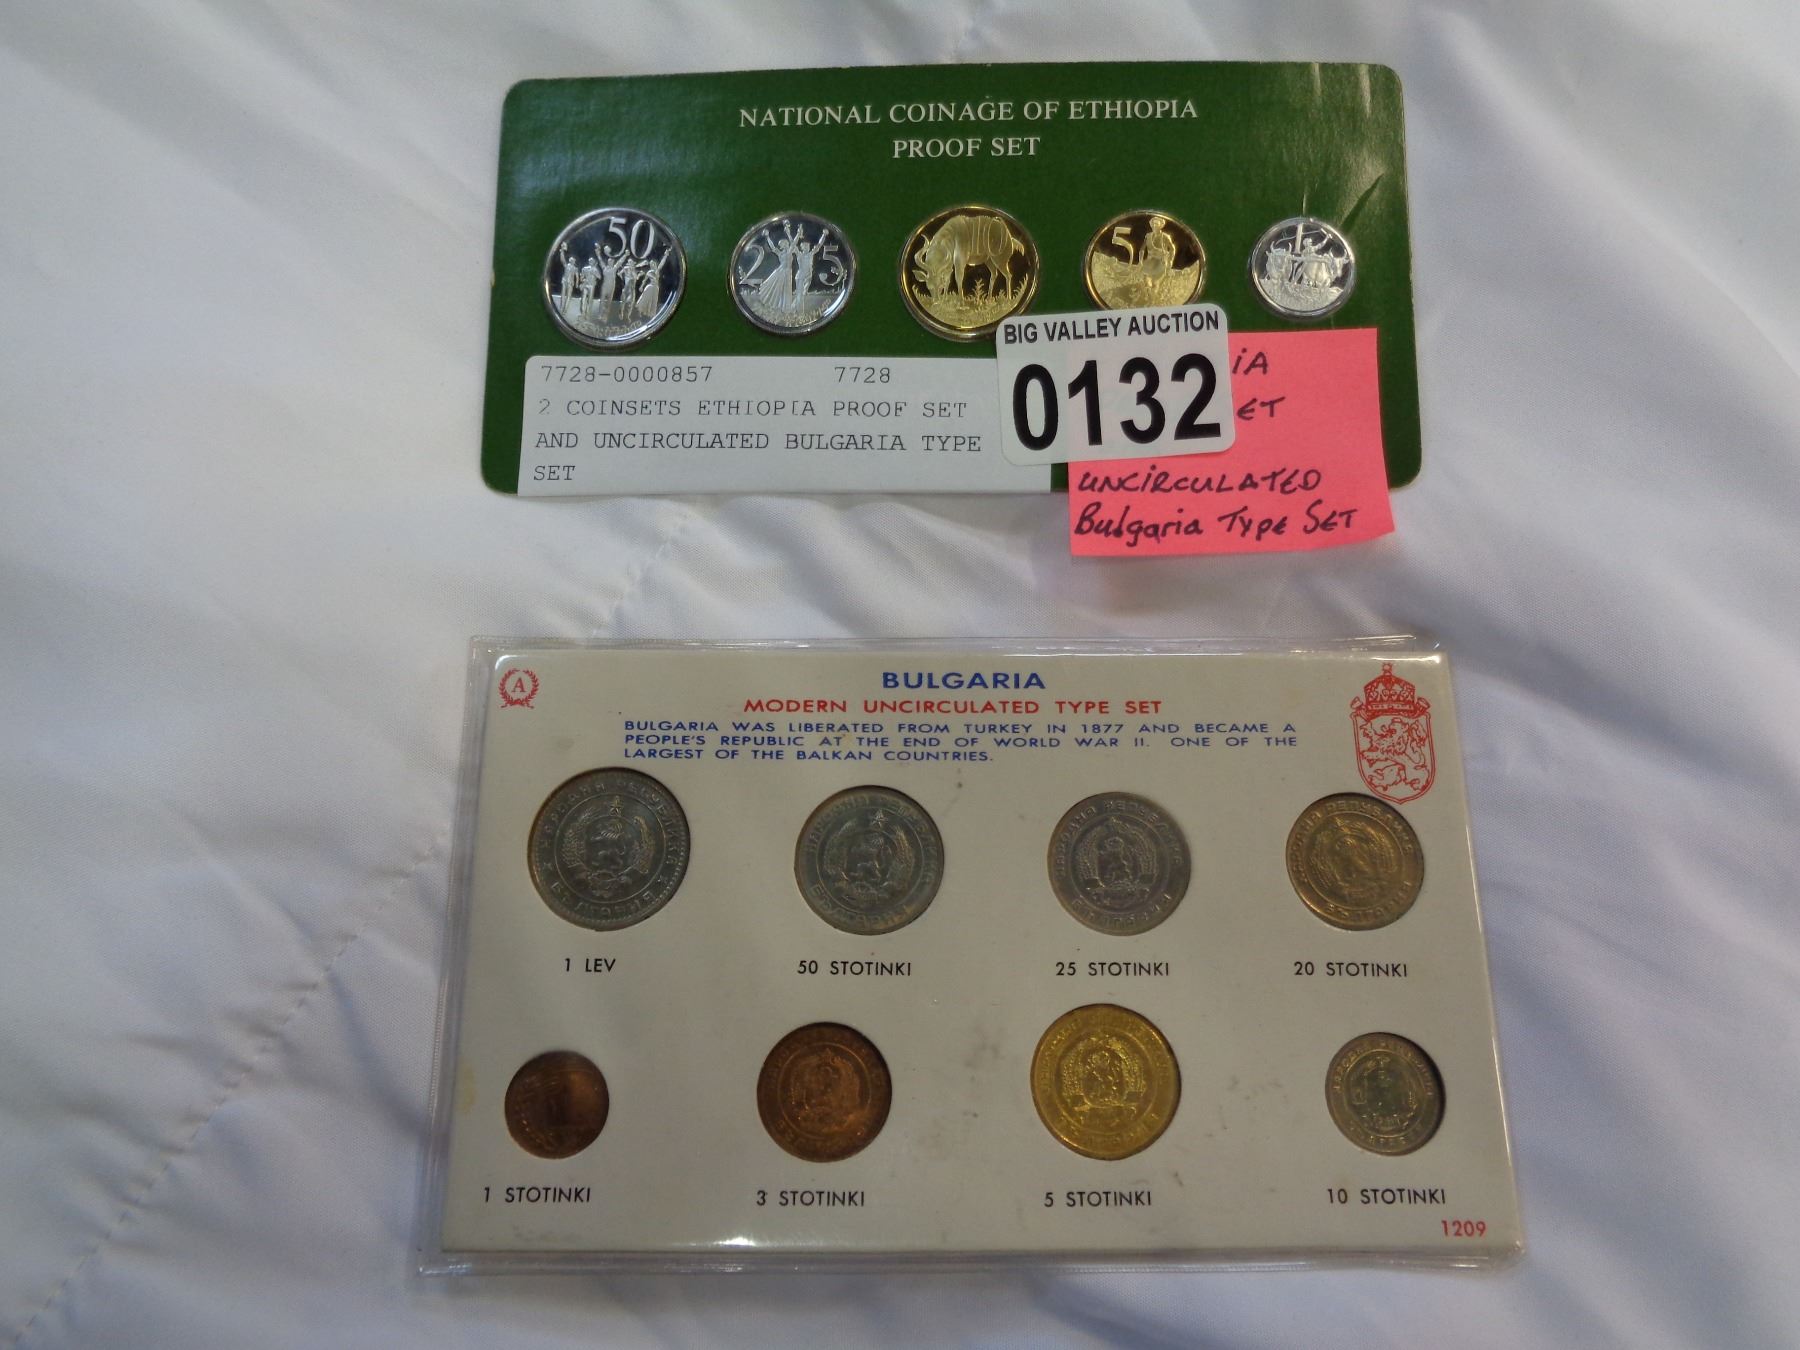 NATIONAL COINAGE OF ETHIOPIA
PROOF SET
50
25
10
5
1
BIG VALLEY AUCTION
0132
7728-0000857 7728
2 COINSETS ETHIOPIA PROOF SET
AND UNCIRCULATED BULGARIA TYPE
SET
UNCIRCULATED
Bulgaria Type Set
A
BULGARIA
MODERN UNCIRCULATED TYPE SET
BULGARIA WAS LIBERATED FROM TURKEY IN 1877 AND BECAME A
PEOPLE'S REPUBLIC AT THE END OF WORLD WAR II. ONE OF THE
LARGEST OF THE BALKAN COUNTRIES.
1 LEV
50 STOTINKI
25 STOTINKI
20 STOTINKI
1 STOTINKI
3 STOTINKI
5 STOTINKI
10 STOTINKI
1209